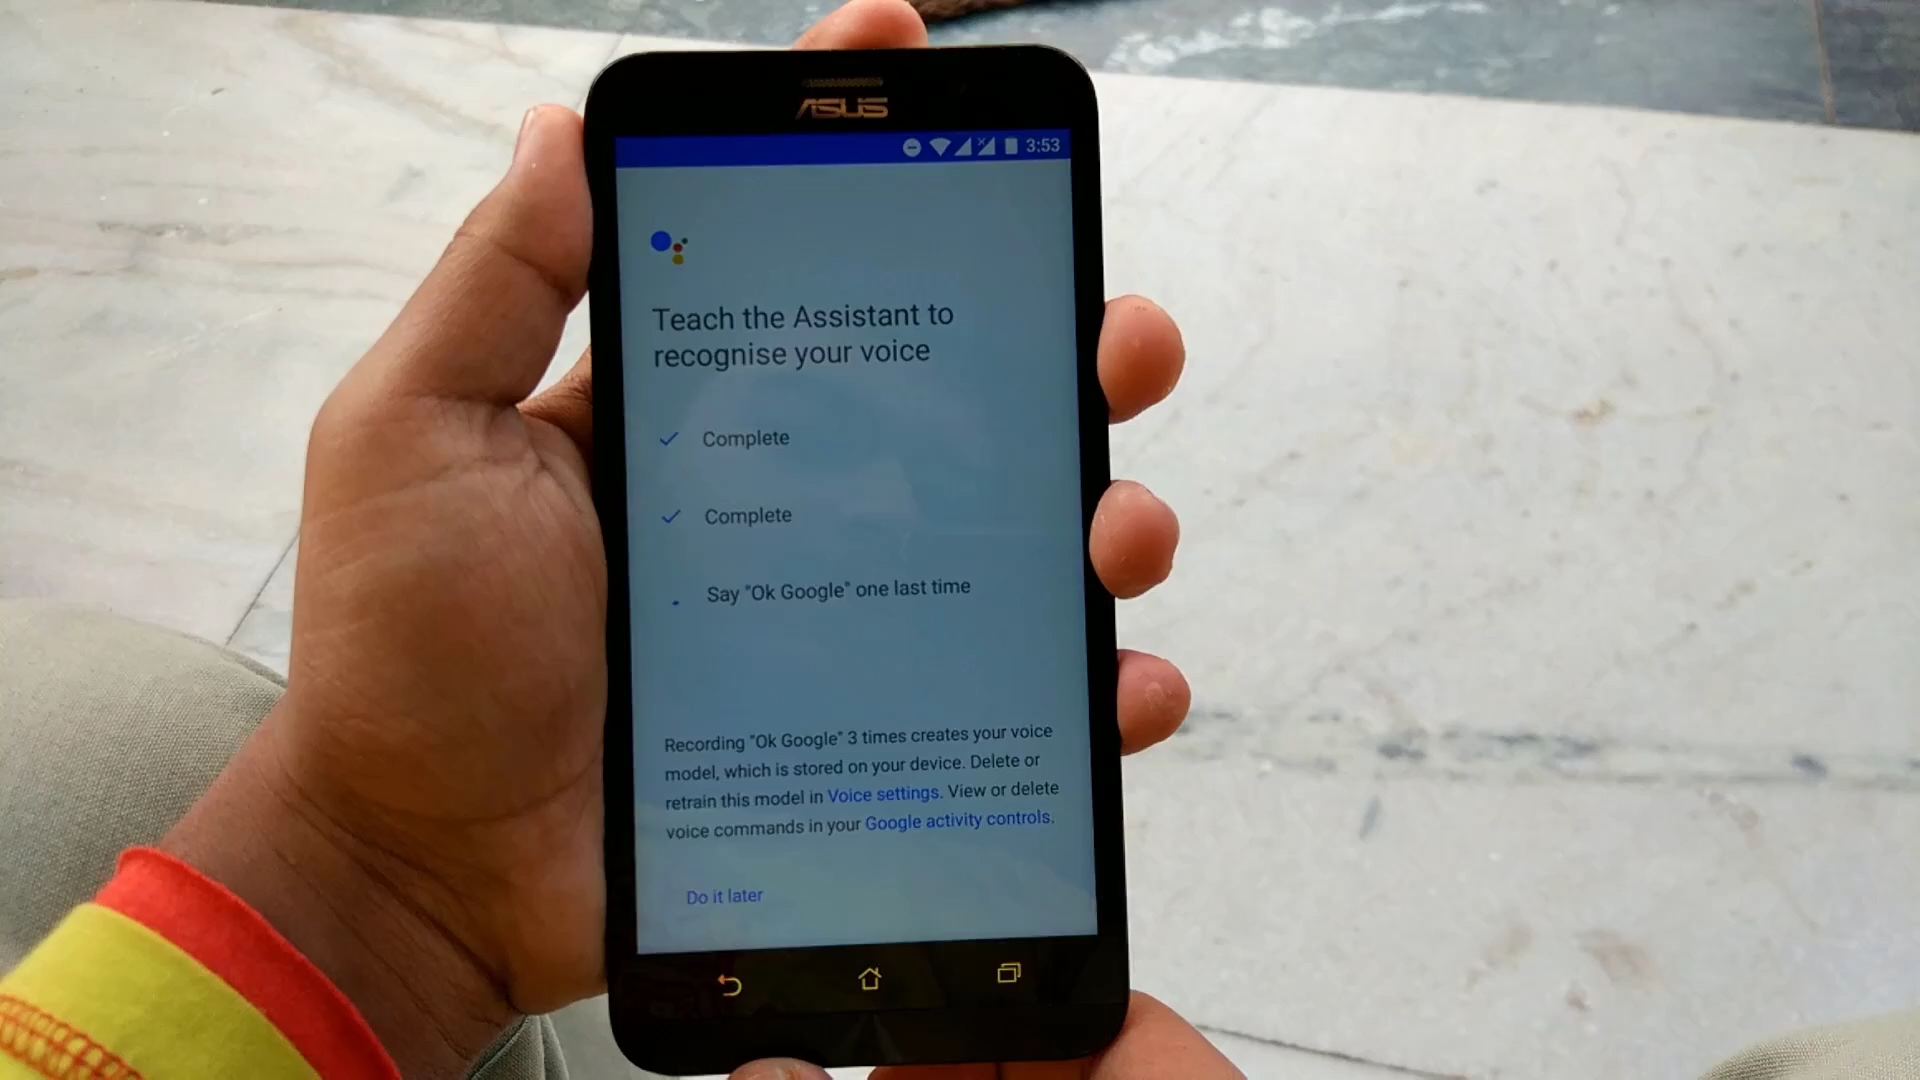 ASUS
3:53
Teach the Assistant to
recognise your voice
Complete
Complete
Say "Ok Google" one last time
Recording "Ok Google" 3 times creates your voice
model, which is stored on your device. Delete or
retrain this model in Voice settings. View or delete
voice commands in your Google activity controls.
Do it later